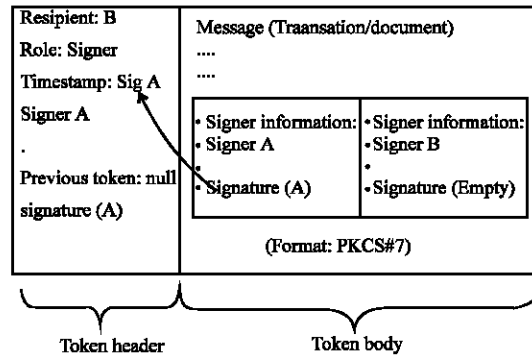 Resipient: B
Role: Signer
Timestamp: Sig A
Signer A
.
Previous token: null
signature (A)
Message (Traansation/document)
....
....
• Signer information:
• Signer A
•
• Signature (A)
• Signer information:
• Signer B
•
• Signature (Empty)
(Format: PKCS#7)
Token header
Token body